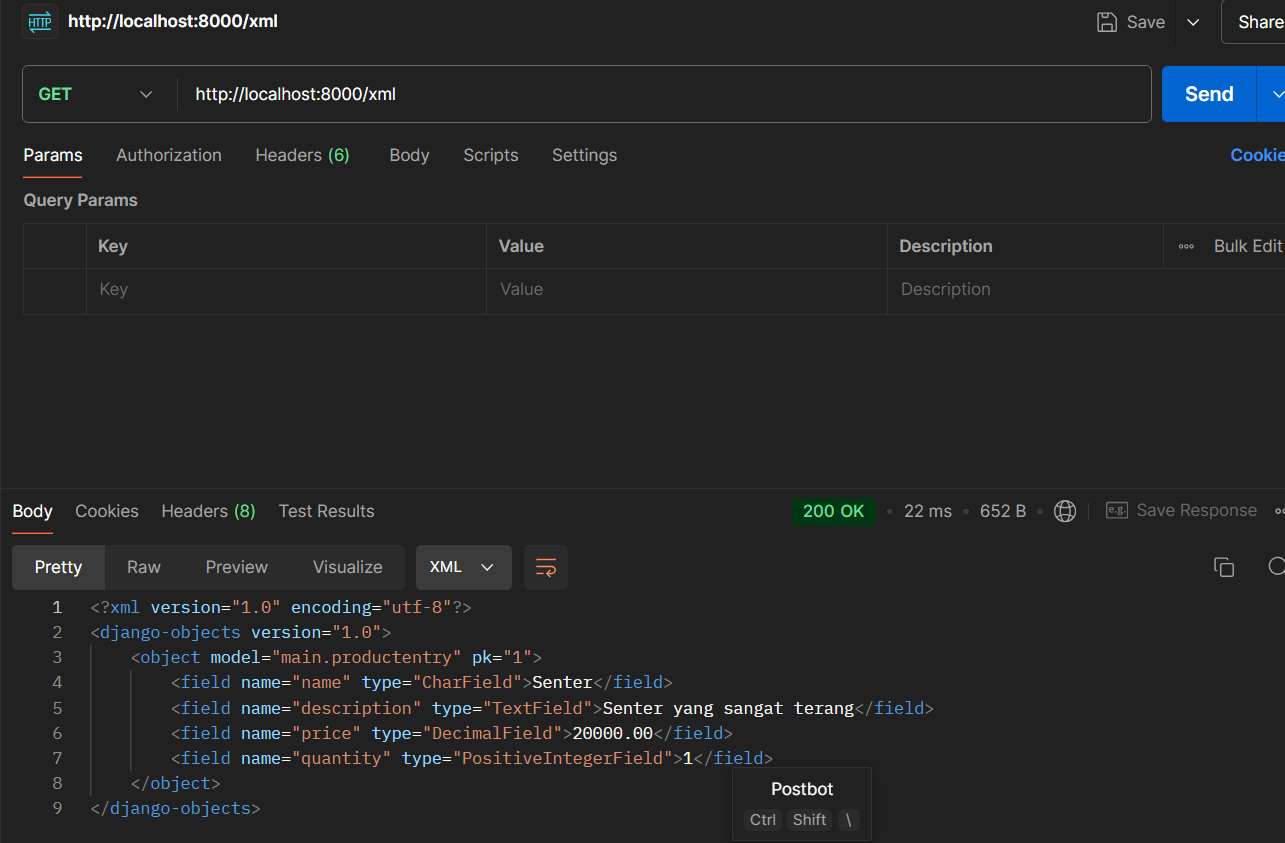 HTTP http://localhost:8000/xml Save Share
GET http://localhost:8000/xml Send
Params Authorization Headers (6) Body Scripts Settings Cookie
Query Params
Key Value Description Bulk Edit
Key Value Description
Body Cookies Headers (8) Test Results 200 OK 22 ms 652 B e.g. Save Response
Pretty Raw Preview Visualize XML
1 <?xml version="1.0" encoding="utf-8"?>
2 <django-objects version="1.0">
3 <object model="main.productentry" pk="1">
4 <field name="name" type="CharField">Senter</field>
5 <field name="description" type="TextField">Senter yang sangat terang</field>
6 <field name="price" type="DecimalField">20000.00</field>
7 <field name="quantity" type="PositiveIntegerField">1</field>
8 </object>
9 </django-objects>
Postbot
Ctrl Shift \